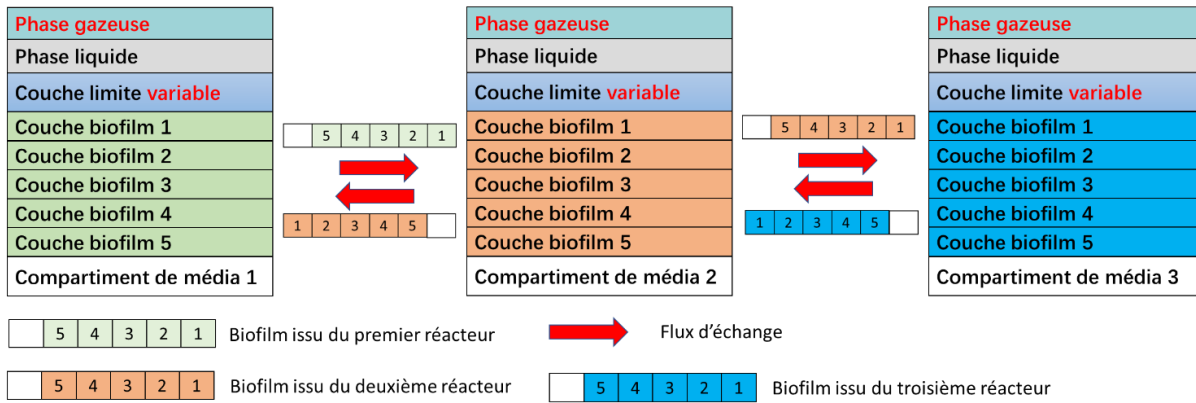 Phase gazeuse
Phase liquide
Couche limite variable
Couche biofilm 1
Couche biofilm 2
Couche biofilm 3
Couche biofilm 4
Couche biofilm 5
Compartiment de média 1
5 4 3 2 1
1 2 3 4 5
Phase gazeuse
Phase liquide
Couche limite variable
Couche biofilm 1
Couche biofilm 2
Couche biofilm 3
Couche biofilm 4
Couche biofilm 5
Compartiment de média 2
5 4 3 2 1
1 2 3 4 5
Phase gazeuse
Phase liquide
Couche limite variable
Couche biofilm 1
Couche biofilm 2
Couche biofilm 3
Couche biofilm 4
Couche biofilm 5
Compartiment de média 3
5 4 3 2 1 Biofilm issu du premier réacteur
Flux d'échange
5 4 3 2 1 Biofilm issu du deuxième réacteur
5 4 3 2 1 Biofilm issu du troisième réacteur